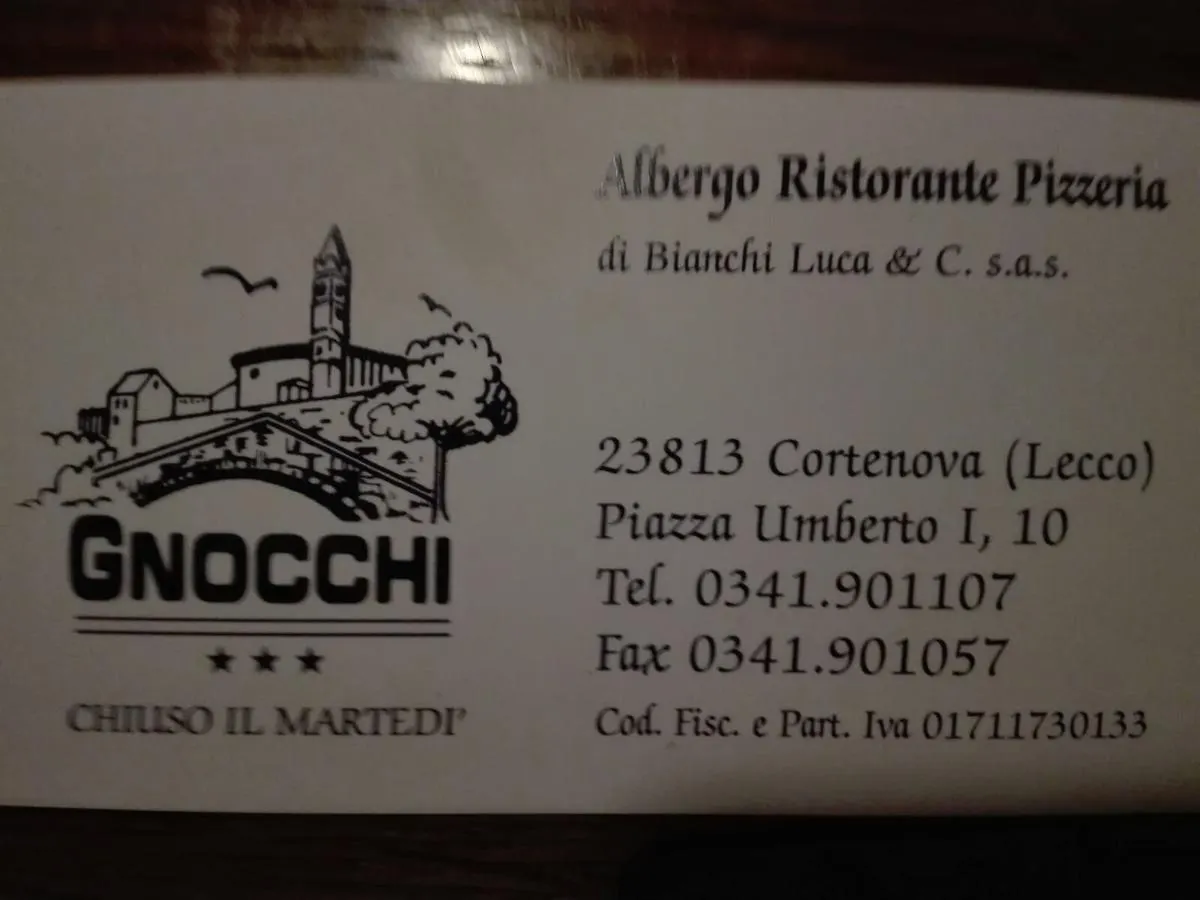 GNOCCHI
CHIUSO IL MARTEDI'
Albergo Ristorante Pizzeria
di Bianchi Luca & C. s.a.s.
23813 Cortenova (Lecco)
Piazza Umberto I, 10
Tel. 0341.901107
Fax 0341.901057
Cod. Fisc. e Part. Iva 01711730133